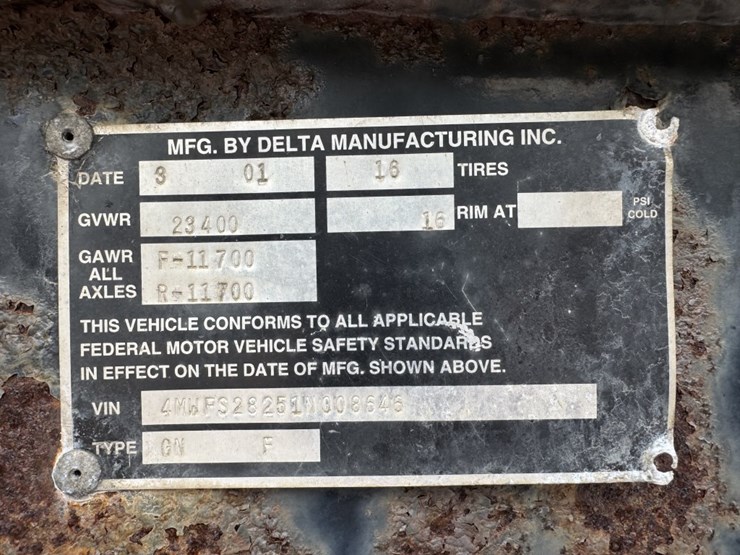 MFG. BY DELTA MANUFACTURING INC.
DATE 3 01 16 TIRES
GVWR 23400 16 RIM AT PSI COLD
GAWR ALL AXLES F-11700 R-11700
THIS VEHICLE CONFORMS TO ALL APPLICABLE
FEDERAL MOTOR VEHICLE SAFETY STANDARDS
IN EFFECT ON THE DATE OF MFG. SHOWN ABOVE.
VIN 4MWFS28251N008646
TYPE GN F